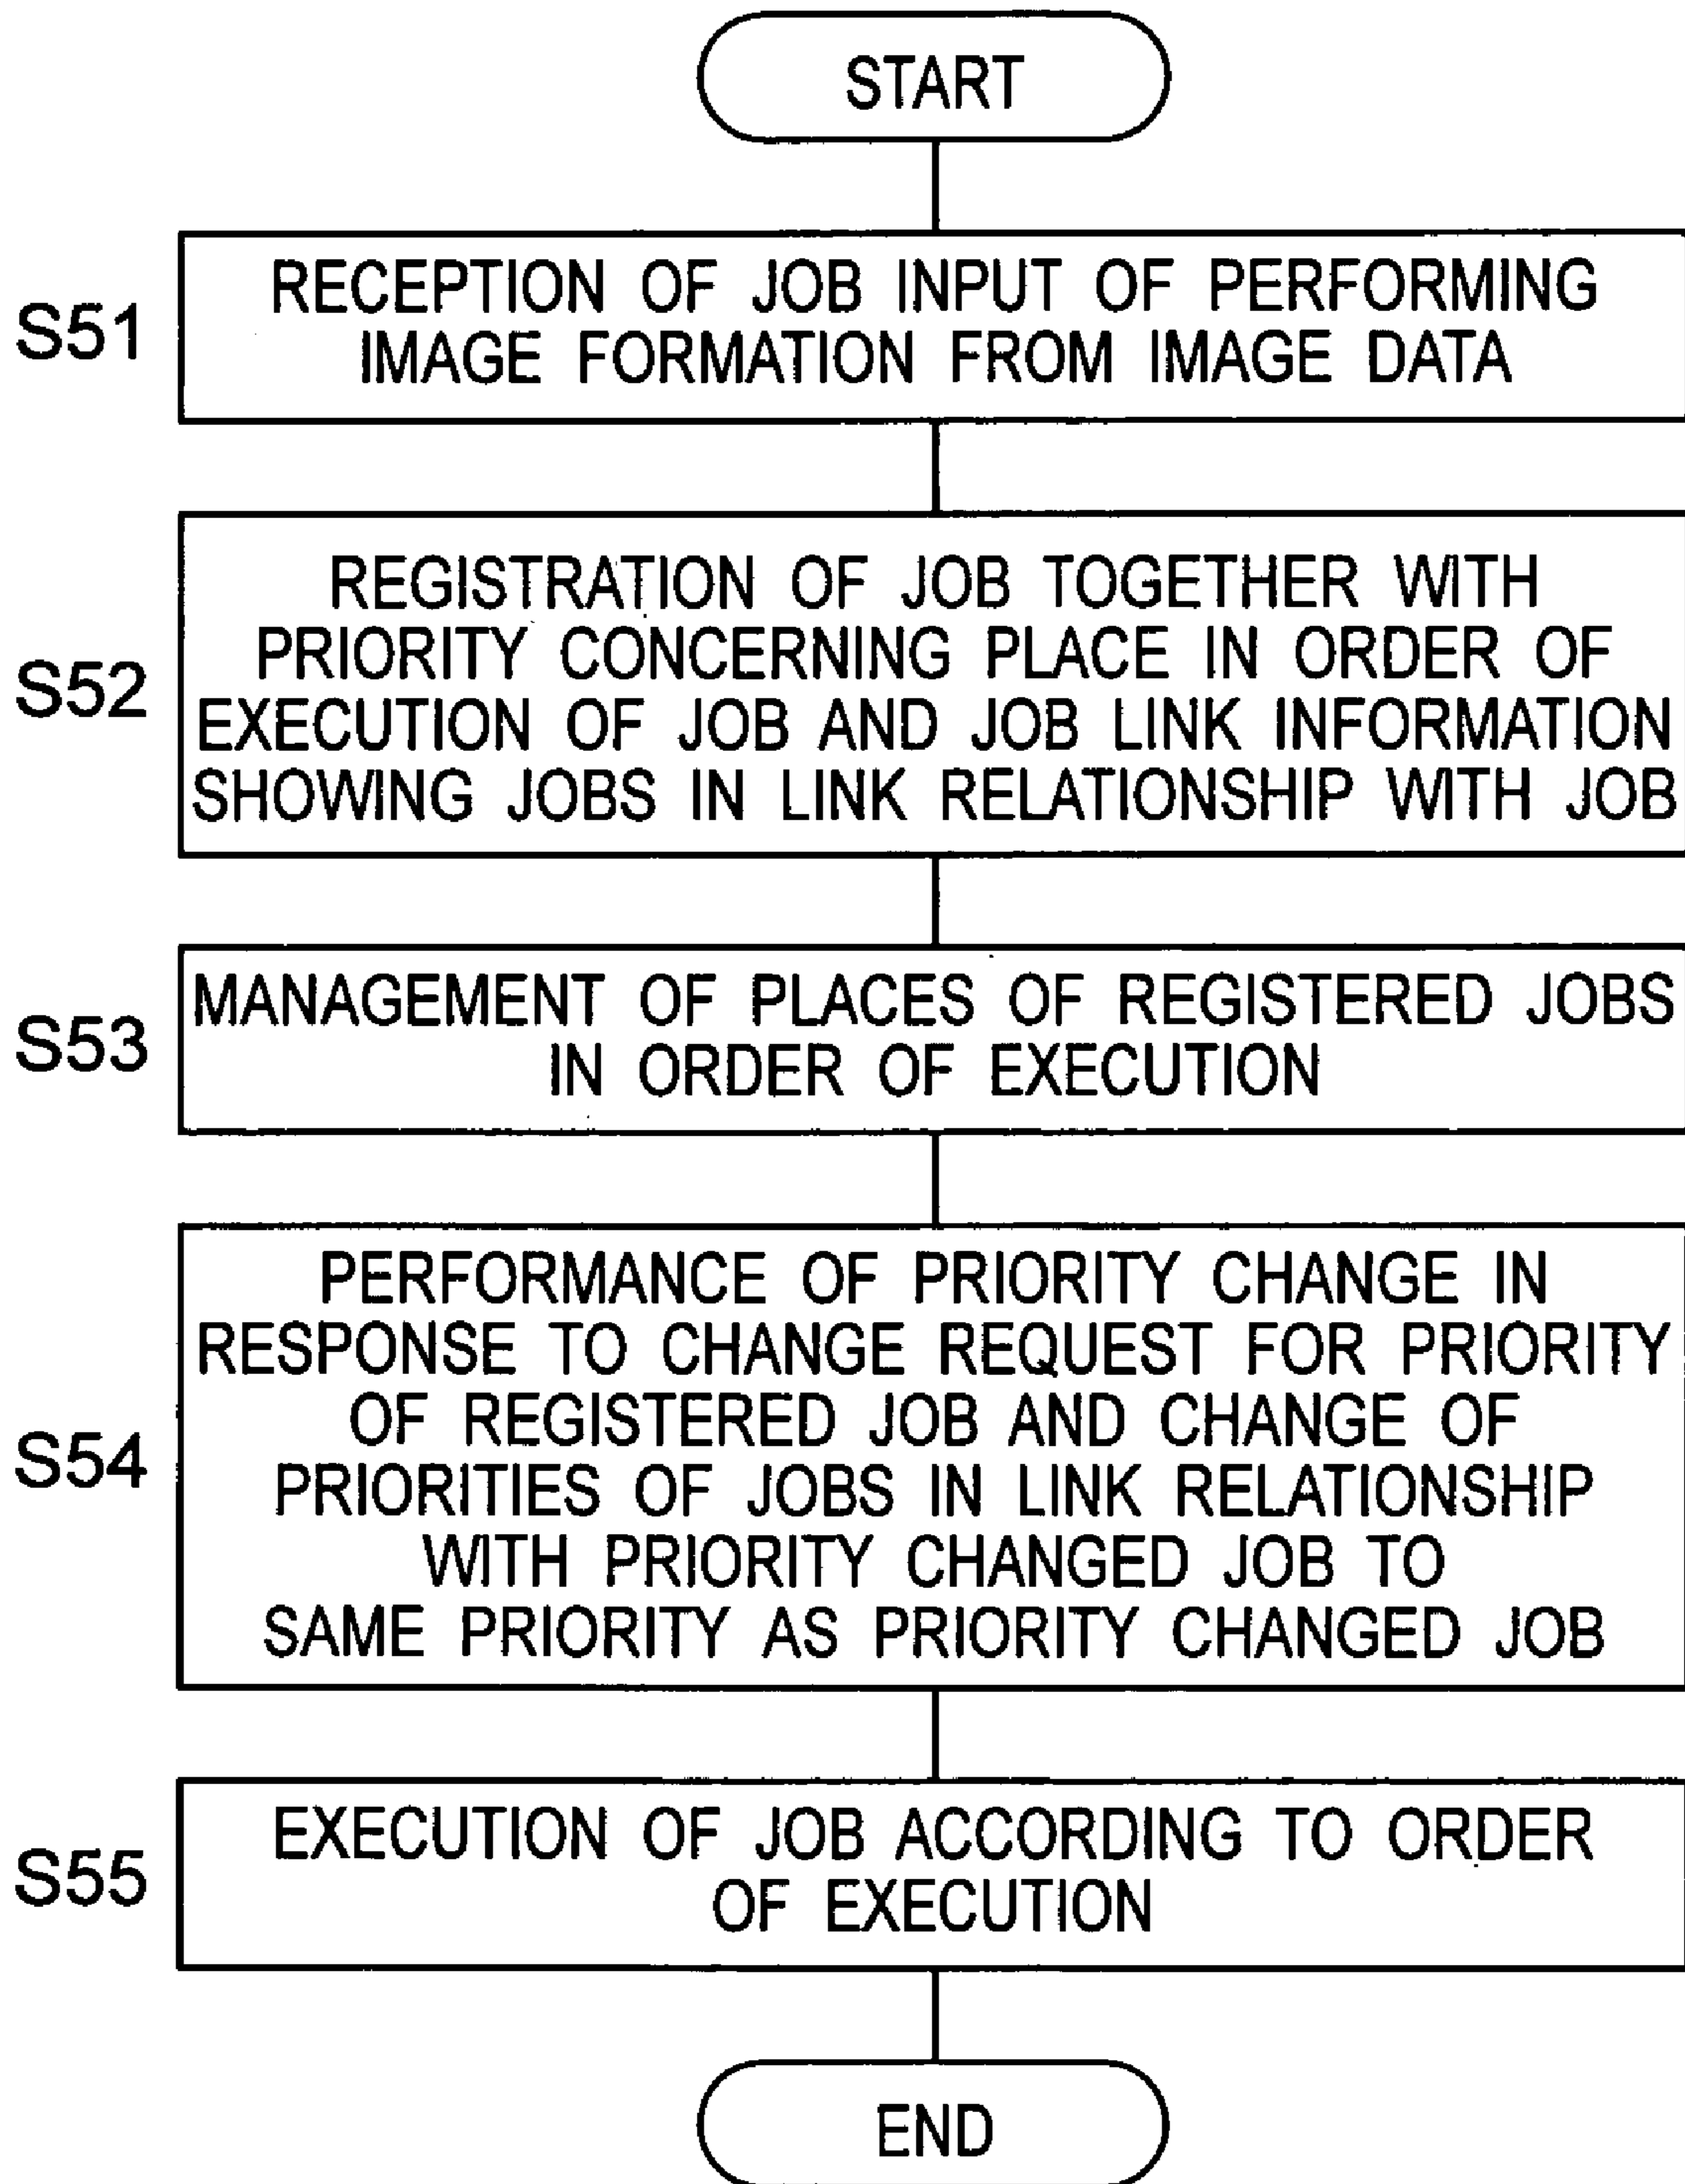 START
S51
RECEPTION OF JOB INPUT OF PERFORMING
IMAGE FORMATION FROM IMAGE DATA
S52
REGISTRATION OF JOB TOGETHER WITH
PRIORITY CONCERNING PLACE IN ORDER OF
EXECUTION OF JOB AND JOB LINK INFORMATION
SHOWING JOBS IN LINK RELATIONSHIP WITH JOB
S53
MANAGEMENT OF PLACES OF REGISTERED JOBS
IN ORDER OF EXECUTION
S54
PERFORMANCE OF PRIORITY CHANGE IN
RESPONSE TO CHANGE REQUEST FOR PRIORITY
OF REGISTERED JOB AND CHANGE OF
PRIORITIES OF JOBS IN LINK RELATIONSHIP
WITH PRIORITY CHANGED JOB TO
SAME PRIORITY AS PRIORITY CHANGED JOB
S55
EXECUTION OF JOB ACCORDING TO ORDER
OF EXECUTION
END